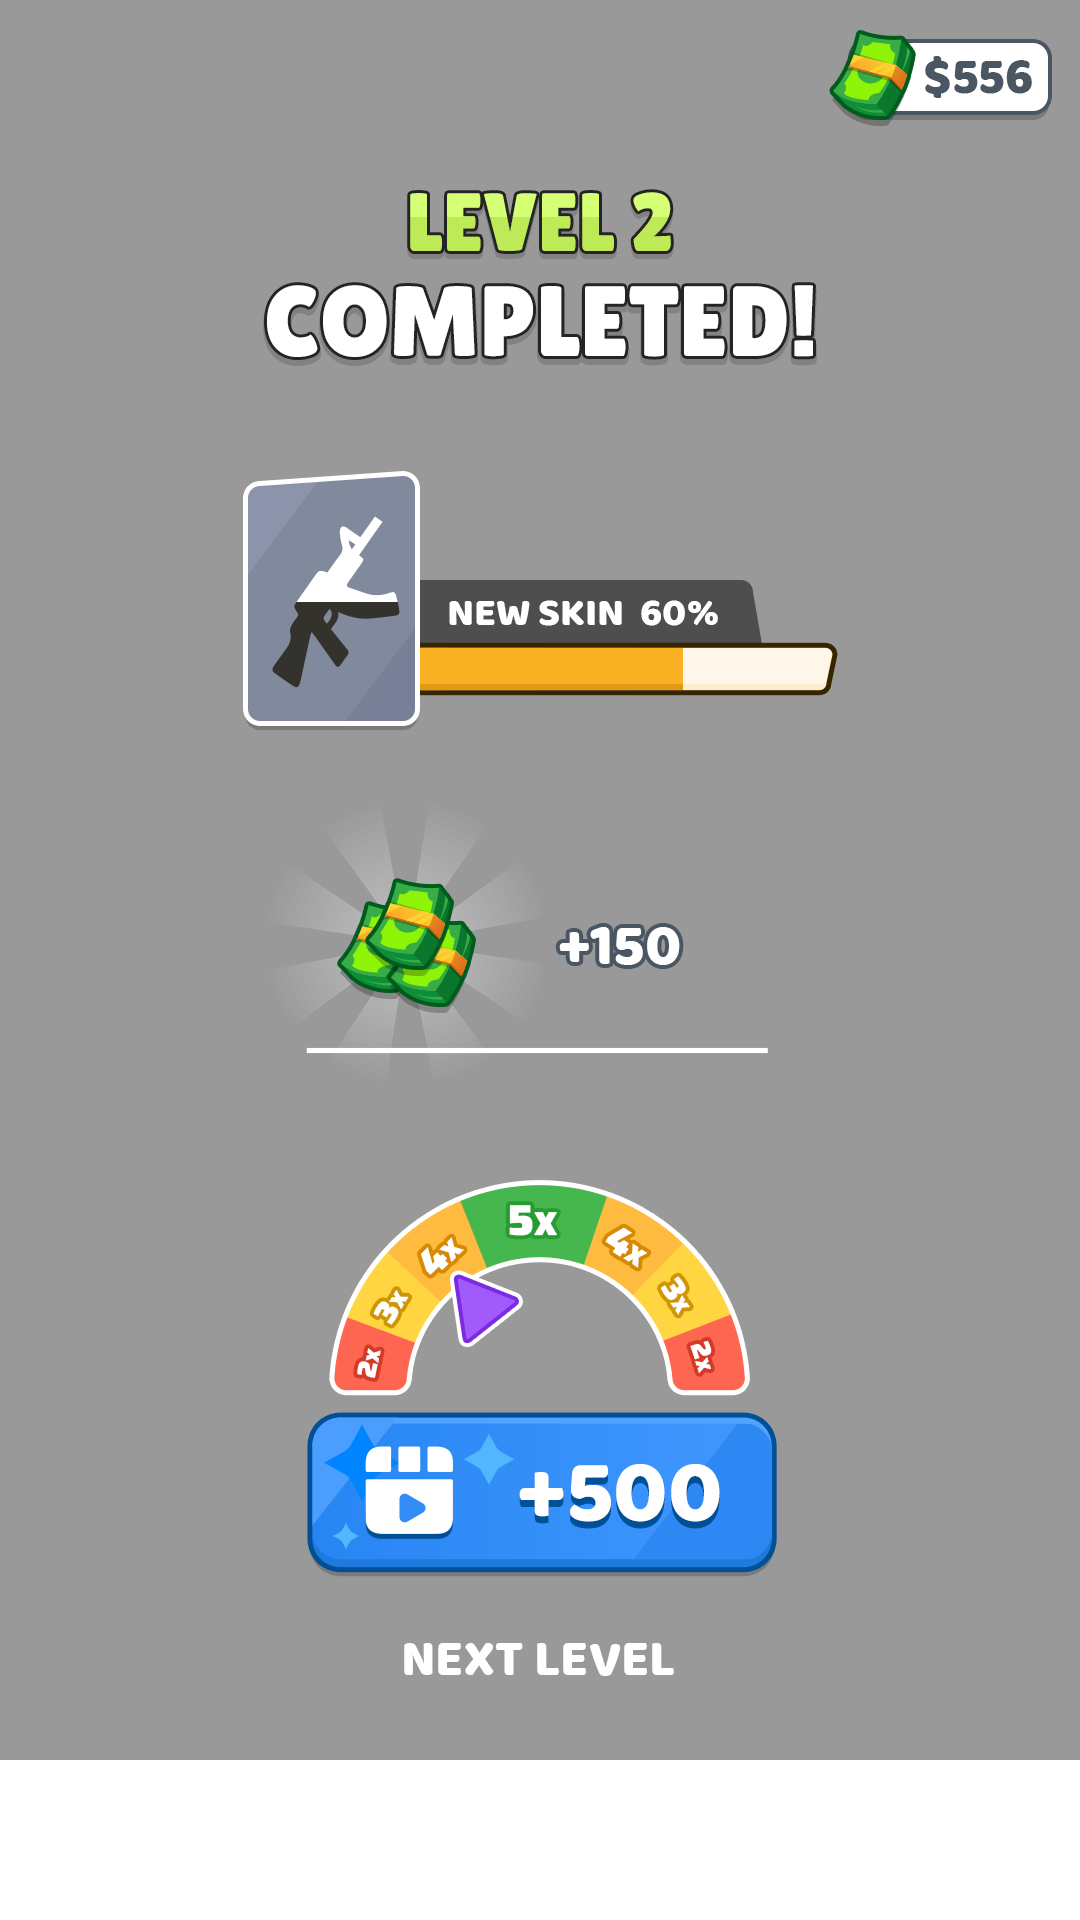 $556
LEVEL 2
COMPLETED!
NEW SKIN 60%
+150
5x
4x
4x
3x
3x
2x
2x
+500
NEXT LEVEL